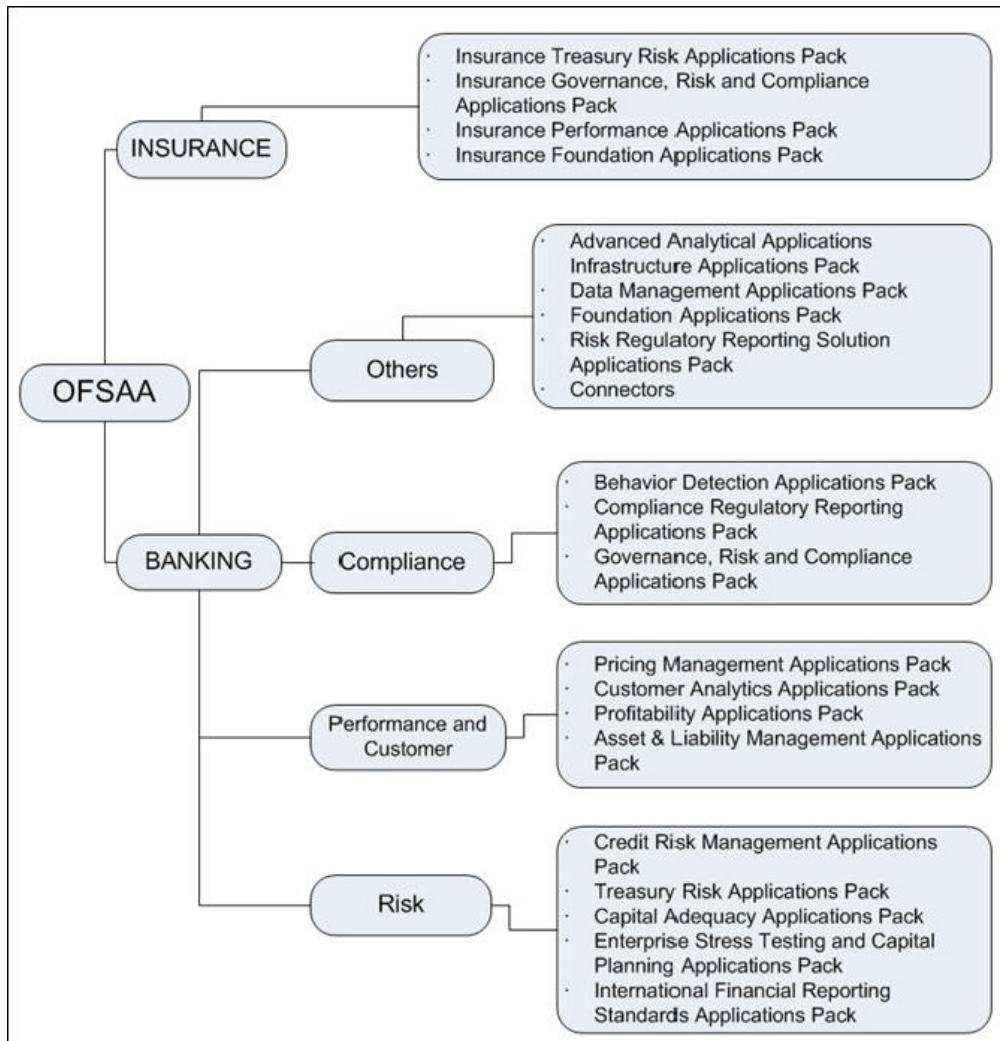 · Insurance Treasury Risk Applications Pack
· Insurance Governance, Risk and Compliance
Applications Pack
· Insurance Performance Applications Pack
· Insurance Foundation Applications Pack
INSURANCE
· Advanced Analytical Applications
Infrastructure Applications Pack
· Data Management Applications Pack
· Foundation Applications Pack
· Risk Regulatory Reporting Solution
Applications Pack
· Connectors
Others
OFSAA
· Behavior Detection Applications Pack
· Compliance Regulatory Reporting
Applications Pack
· Governance, Risk and Compliance
Applications Pack
BANKING
Compliance
· Pricing Management Applications Pack
· Customer Analytics Applications Pack
· Profitability Applications Pack
· Asset & Liability Management Applications
Pack
Performance and
Customer
· Credit Risk Management Applications
Pack
· Treasury Risk Applications Pack
· Capital Adequacy Applications Pack
· Enterprise Stress Testing and Capital
Planning Applications Pack
· International Financial Reporting
Standards Applications Pack
Risk